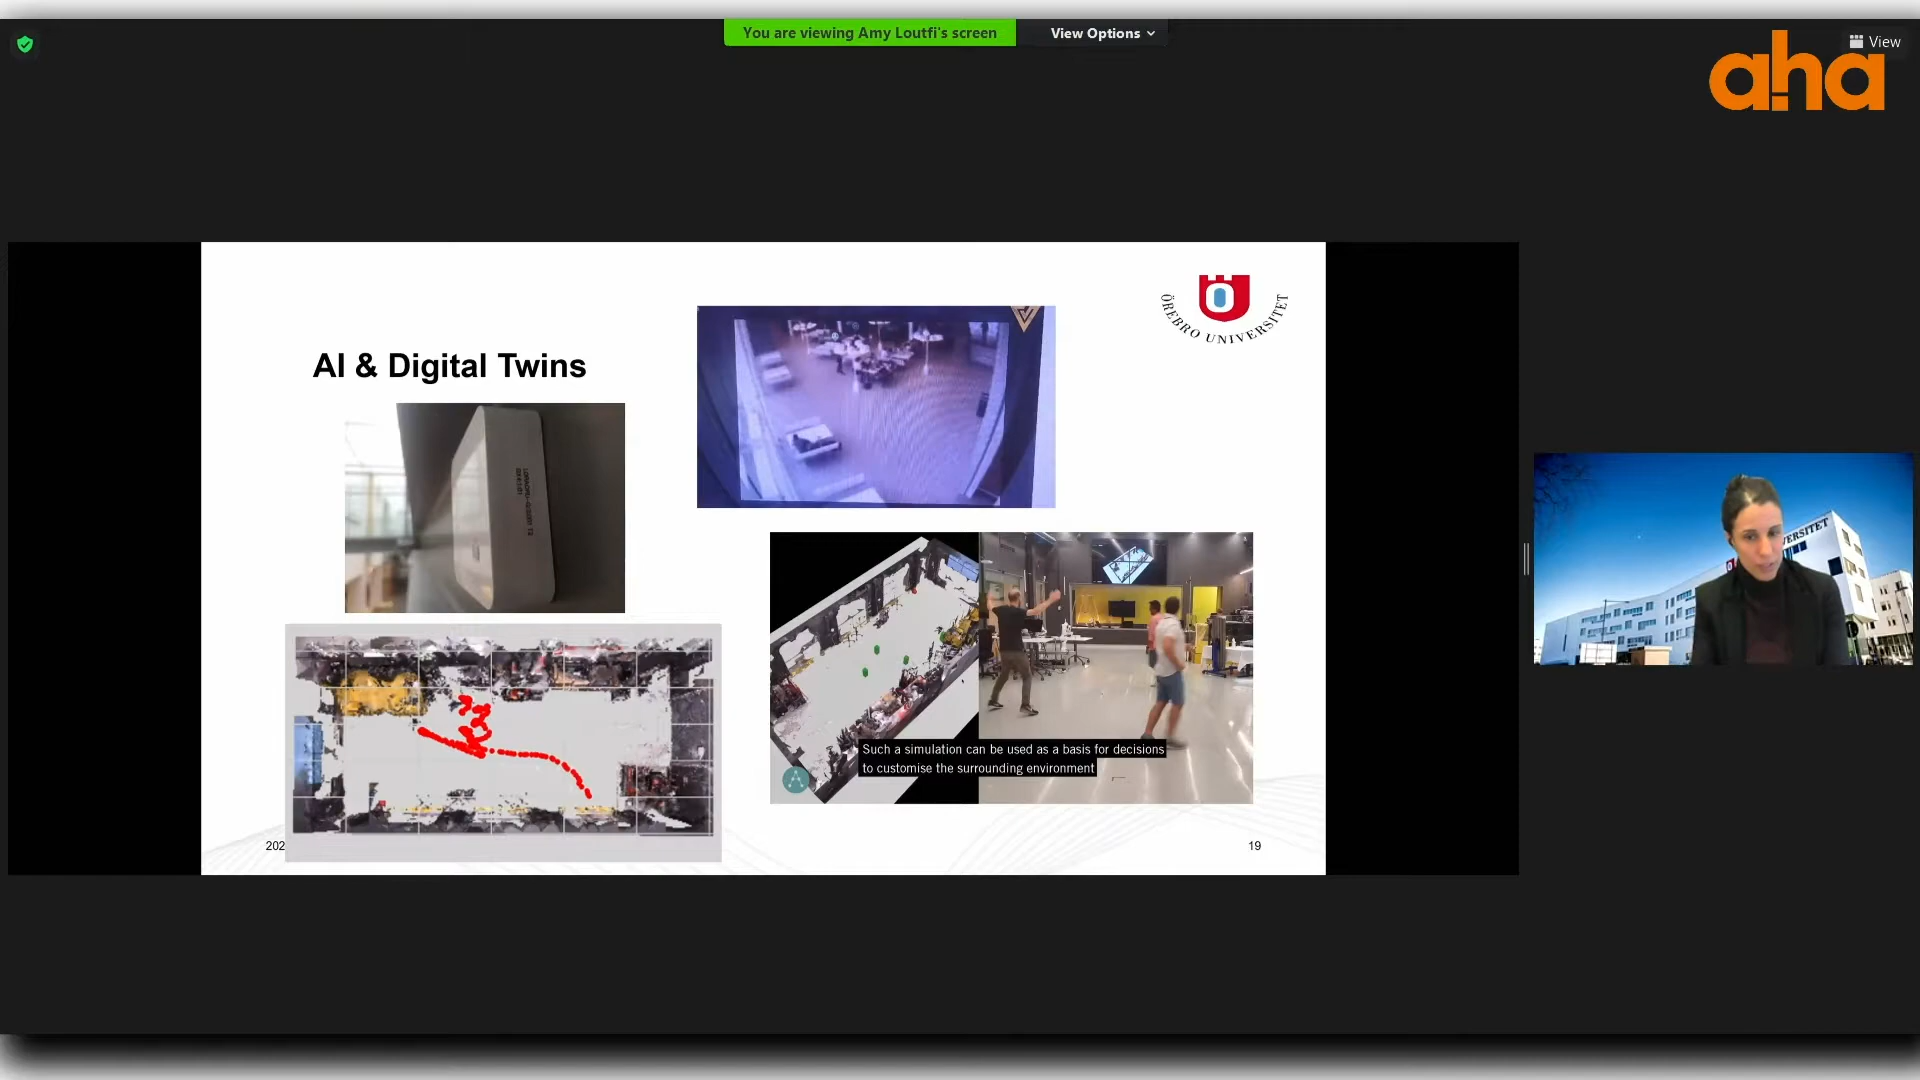 You are viewing Amy Loutfi's screen
View Options
View
aha
ÖREBRO UNIVERSITET
AI & Digital Twins
Such a simulation can be used as a basis for decisions
to customise the surrounding environment
202
19
VERSITET